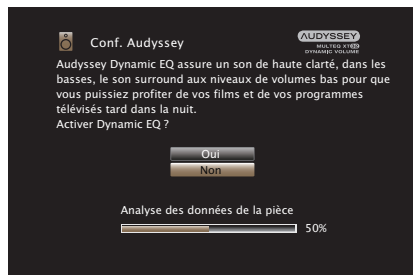 Conf. Audyssey
AUDYSSEY
MULTEQ XT32
DYNAMIC VOLUME
Audyssey Dynamic EQ assure un son de haute clarté, dans les
basses, le son surround aux niveaux de volumes bas pour que
vous puissiez profiter de vos films et de vos programmes
télévisés tard dans la nuit.
Activer Dynamic EQ ?
Oui
Non
Analyse des données de la pièce
50%